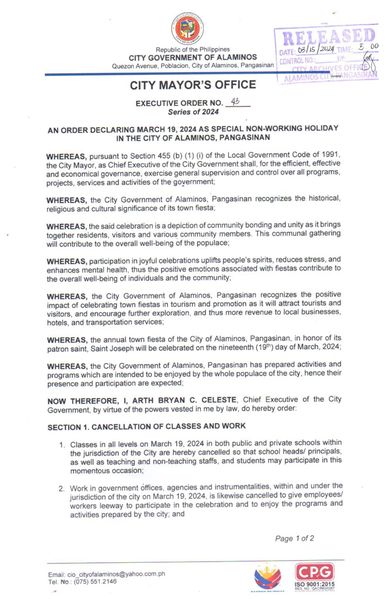 Republic of the Philippines
CITY GOVERNMENT OF ALAMINOS
Quezon Avenue, Poblacion, City of Alaminos, Pangasinan
RELEASED
DATE 03/15/2024 TIME 3:00
CONTROL NO.
CITY ARCHIVES OFFICE
ALAMINOS CITY PANGASINAN
CITY MAYOR'S OFFICE
EXECUTIVE ORDER NO. 43
Series of 2024
AN ORDER DECLARING MARCH 19, 2024 AS SPECIAL NON-WORKING HOLIDAY
IN THE CITY OF ALAMINOS, PANGASINAN
WHEREAS, pursuant to Section 455 (b) (1) (i) of the Local Government Code of 1991,
the City Mayor, as Chief Executive of the City Government shall, for the efficient, effective
and economical governance, exercise general supervision and control over all programs,
projects, services and activities of the government;
WHEREAS, the City Government of Alaminos, Pangasinan recognizes the historical,
religious and cultural significance of its town fiesta;
WHEREAS, the said celebration is a depiction of community bonding and unity as it brings
together residents, visitors and various community members. This communal gathering
will contribute to the overall well-being of the populace;
WHEREAS, participation in joyful celebrations uplifts people's spirits, reduces stress, and
enhances mental health, thus the positive emotions associated with fiestas contribute to
the overall well-being of individuals and the community;
WHEREAS, the City Government of Alaminos, Pangasinan recognizes the positive
impact of celebrating town fiestas in tourism and promotion as it will attract tourists and
visitors, and encourage further exploration, and thus more revenue to local businesses,
hotels, and transportation services;
WHEREAS, the annual town fiesta of the City of Alaminos, Pangasinan, in honor of its
patron saint, Saint Joseph will be celebrated on the nineteenth (19th) day of March, 2024;
WHEREAS, the City Government of Alaminos, Pangasinan has prepared activities and
programs which are intended to be enjoyed by the whole populace of the city, hence their
presence and participation are expected;
NOW THEREFORE, I, ARTH BRYAN C. CELESTE, Chief Executive of the City
Government, by virtue of the powers vested in me by law, do hereby order:
SECTION 1. CANCELLATION OF CLASSES AND WORK
1. Classes in all levels on March 19, 2024 in both public and private schools within
the jurisdiction of the City are hereby cancelled so that school heads/ principals,
as well as teaching and non-teaching staffs, and students may participate in this
momentous occasion;
2. Work in government offices, agencies and instrumentalities, within and under the
jurisdiction of the city on March 19, 2024, is likewise cancelled to give employees/
workers leeway to participate in the celebration and to enjoy the programs and
activities prepared by the city; and
Page 1 of 2
Email: cio_cityofalaminos@yahoo.com.ph
Tel. No.: (075) 551.2146
CPG
ISO 9001:2015